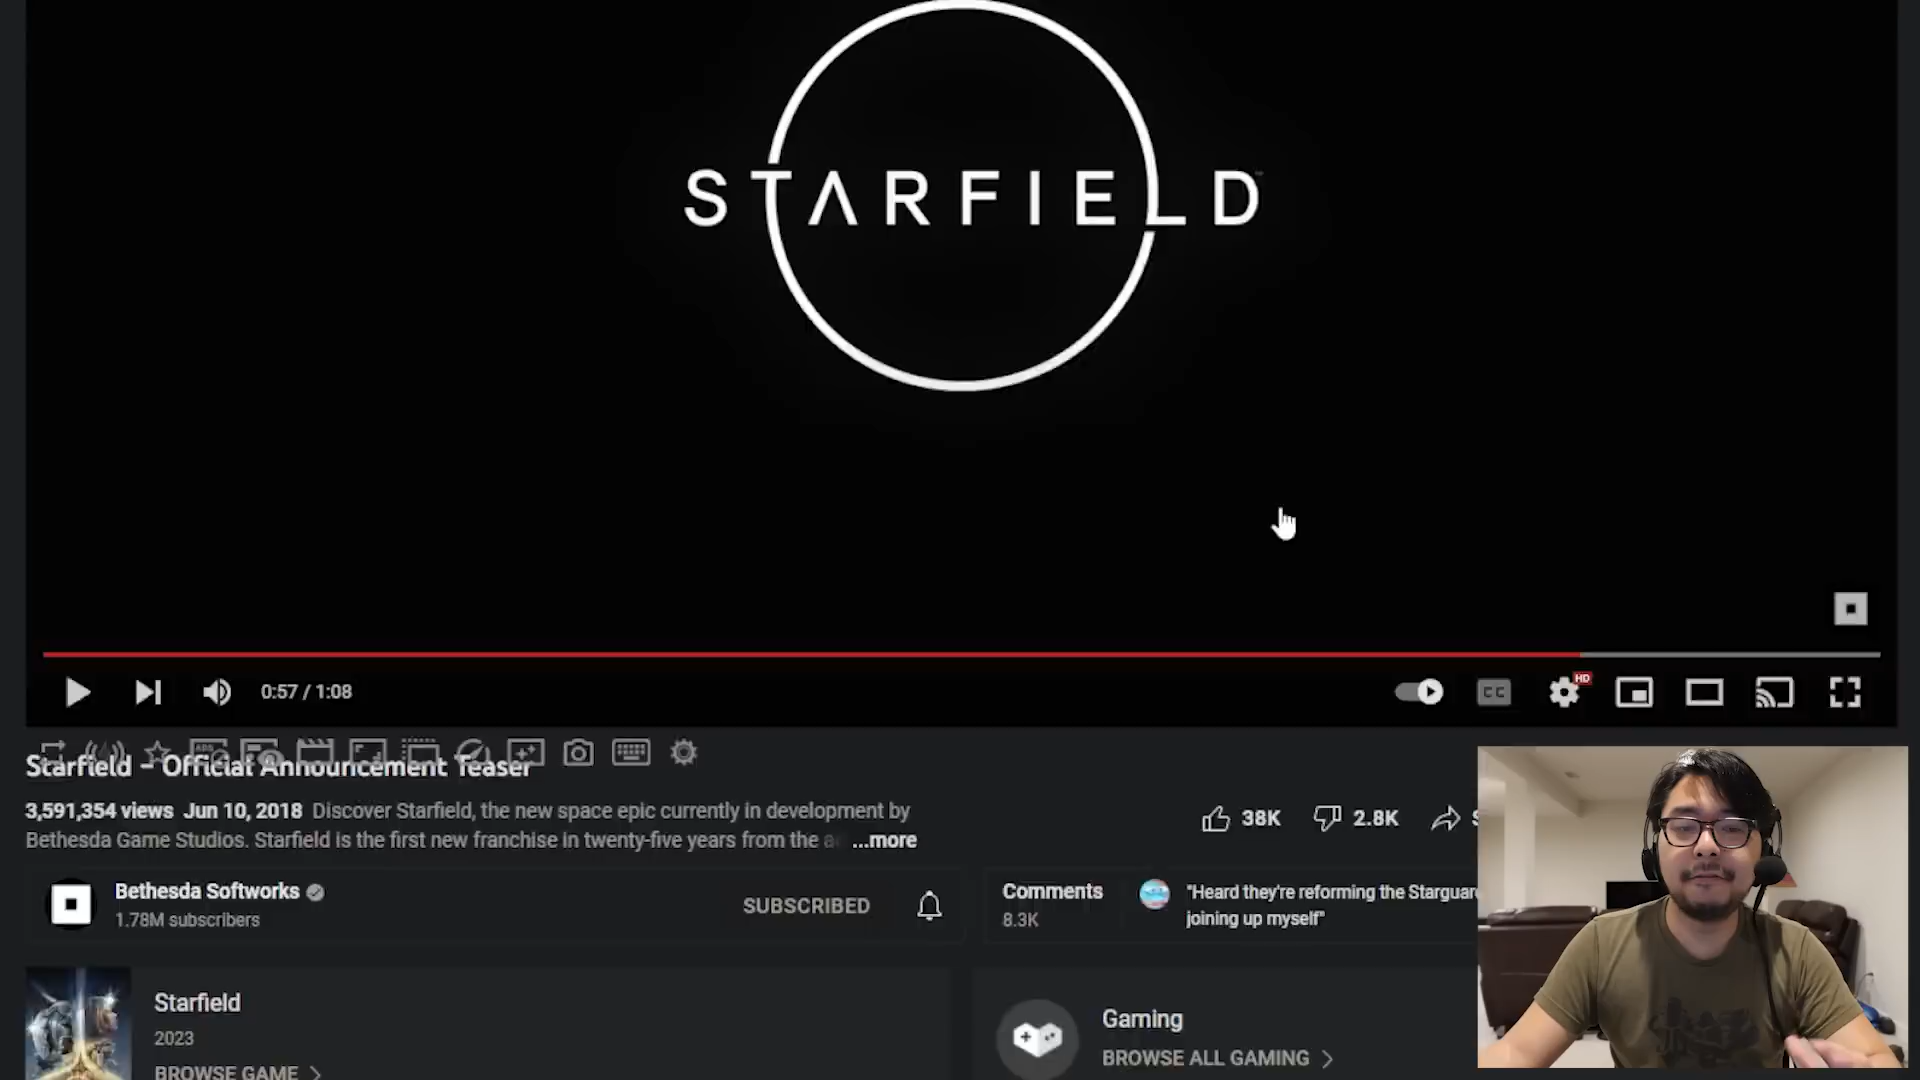 STARFIELD
0:57 / 1:08
CC
HD
Starfield – Official Announcement Teaser
3,591,354 views Jun 10, 2018 Discover Starfield, the new space epic currently in development by
Bethesda Game Studios. Starfield is the first new franchise in twenty-five years from the ...more
38K
2.8K
Bethesda Softworks
1.78M subscribers
SUBSCRIBED
Comments
8.3K
"Heard they're reforming the Starguar
joining up myself"
Starfield
2023
BROWSE GAME
Gaming
BROWSE ALL GAMING